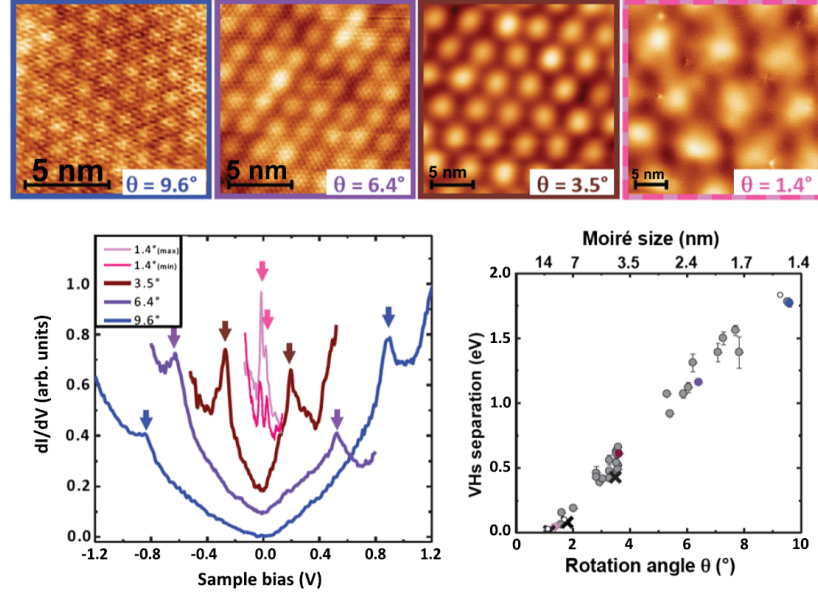 5 nm
θ = 9.6°
5 nm
θ = 6.4°
5 nm
θ = 3.5°
5 nm
θ = 1.4°
1.4°(max)
1.4°(min)
3.5°
6.4°
9.6°
dI/dV (arb. units)
1.0
0.8
0.6
0.4
0.2
0.0
-1.2 -0.8 -0.4 0.0 0.4 0.8 1.2
Sample bias (V)
Moiré size (nm)
14 7 3.5 2.4 1.7 1.4
VHs separation (eV)
2.0
1.5
1.0
0.5
0.0
0 2 4 6 8 10
Rotation angle θ (°)